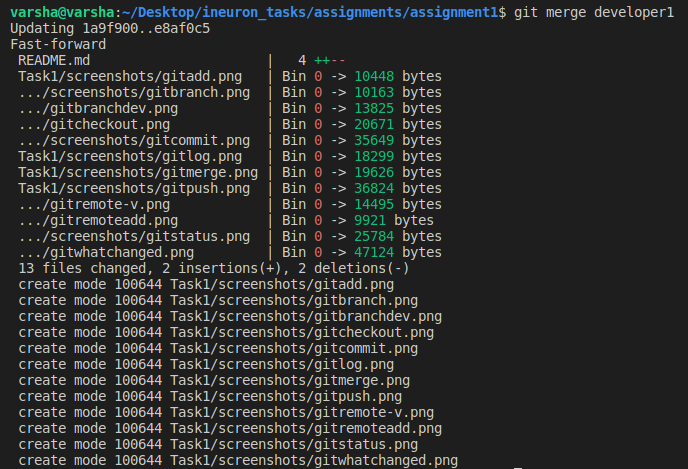 varsha@varsha:~/Desktop/ineuron_tasks/assignments/assignment1$ git merge developer1
Updating 1a9f900..e8af0c5
Fast-forward
 README.md                      |   4 ++--
 Task1/screenshots/gitadd.png   | Bin 0 -> 10448 bytes
 .../screenshots/gitbranch.png  | Bin 0 -> 10163 bytes
 .../gitbranchdev.png           | Bin 0 -> 13825 bytes
 .../gitcheckout.png            | Bin 0 -> 20671 bytes
 .../screenshots/gitcommit.png  | Bin 0 -> 35649 bytes
 Task1/screenshots/gitlog.png   | Bin 0 -> 18299 bytes
 Task1/screenshots/gitmerge.png | Bin 0 -> 19626 bytes
 Task1/screenshots/gitpush.png  | Bin 0 -> 36824 bytes
 .../gitremote-v.png            | Bin 0 -> 14495 bytes
 .../gitremoteadd.png           | Bin 0 -> 9921 bytes
 .../screenshots/gitstatus.png  | Bin 0 -> 25784 bytes
 .../gitwhatchanged.png         | Bin 0 -> 47124 bytes
 13 files changed, 2 insertions(+), 2 deletions(-)
 create mode 100644 Task1/screenshots/gitadd.png
 create mode 100644 Task1/screenshots/gitbranch.png
 create mode 100644 Task1/screenshots/gitbranchdev.png
 create mode 100644 Task1/screenshots/gitcheckout.png
 create mode 100644 Task1/screenshots/gitcommit.png
 create mode 100644 Task1/screenshots/gitlog.png
 create mode 100644 Task1/screenshots/gitmerge.png
 create mode 100644 Task1/screenshots/gitpush.png
 create mode 100644 Task1/screenshots/gitremote-v.png
 create mode 100644 Task1/screenshots/gitremoteadd.png
 create mode 100644 Task1/screenshots/gitstatus.png
 create mode 100644 Task1/screenshots/gitwhatchanged.png